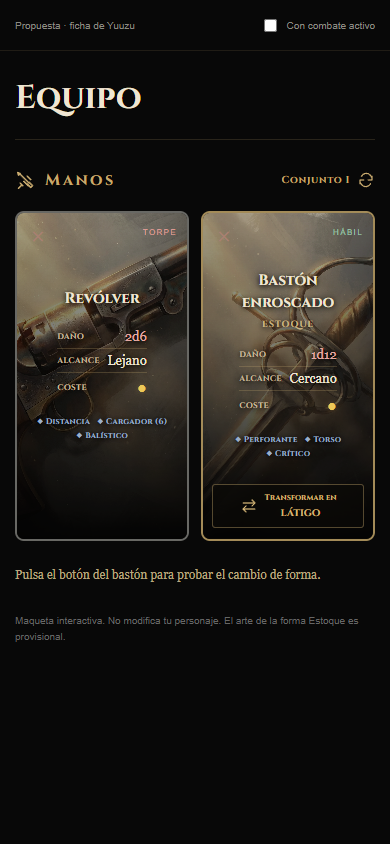 Propuesta · ficha de Yuuzu
Con combate activo
Equipo
Manos
Conjunto I
TORPE
Revólver
DAÑO 2d6
ALCANCE Lejano
COSTE
Distancia Cargador (6)
Balístico
HÁBIL
Bastón
enroscado
ESTOQUE
DAÑO 1d12
ALCANCE Cercano
COSTE
Perforante Torso
Crítico
Transformar en
LÁTIGO
Pulsa el botón del bastón para probar el cambio de forma.
Maqueta interactiva. No modifica tu personaje. El arte de la forma Estoque es
provisional.